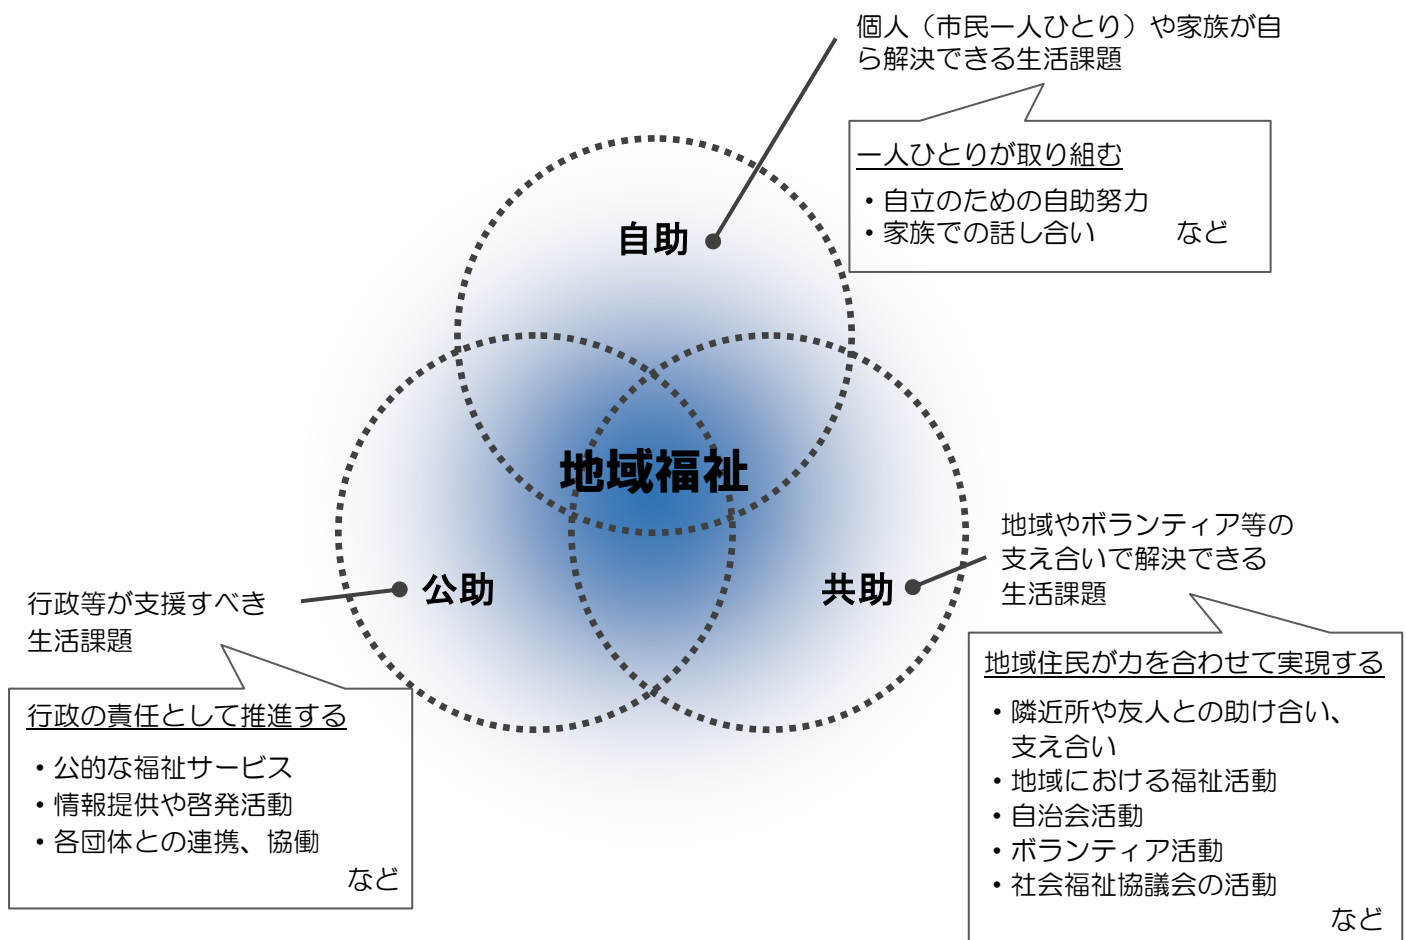 個人（市民一人ひとり）や家族が自
ら解決できる生活課題
一人ひとりが取り組む
・自立のための自助努力
・家族での話し合い　　　など
自助
地域福祉
公助
共助
地域やボランティア等の
支え合いで解決できる
生活課題
地域住民が力を合わせて実現する
・隣近所や友人との助け合い、
支え合い
・地域における福祉活動
・自治会活動
・ボランティア活動
・社会福祉協議会の活動
など
行政等が支援すべき
生活課題
行政の責任として推進する
・公的な福祉サービス
・情報提供や啓発活動
・各団体との連携、協働
など